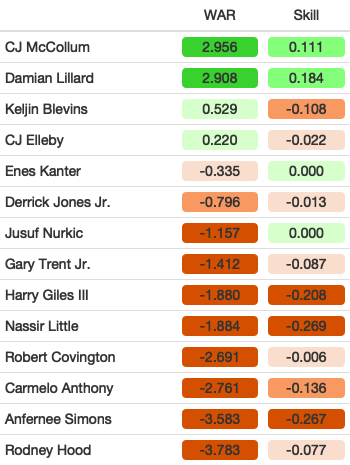 WAR Skill
CJ McCollum 2.956 0.111
Damian Lillard 2.908 0.184
Keljin Blevins 0.529 -0.108
CJ Elleby 0.220 -0.022
Enes Kanter -0.335 0.000
Derrick Jones Jr. -0.796 -0.013
Jusuf Nurkic -1.157 0.000
Gary Trent Jr. -1.412 -0.087
Harry Giles III -1.880 -0.208
Nassir Little -1.884 -0.269
Robert Covington -2.691 -0.006
Carmelo Anthony -2.761 -0.136
Anfernee Simons -3.583 -0.267
Rodney Hood -3.783 -0.077